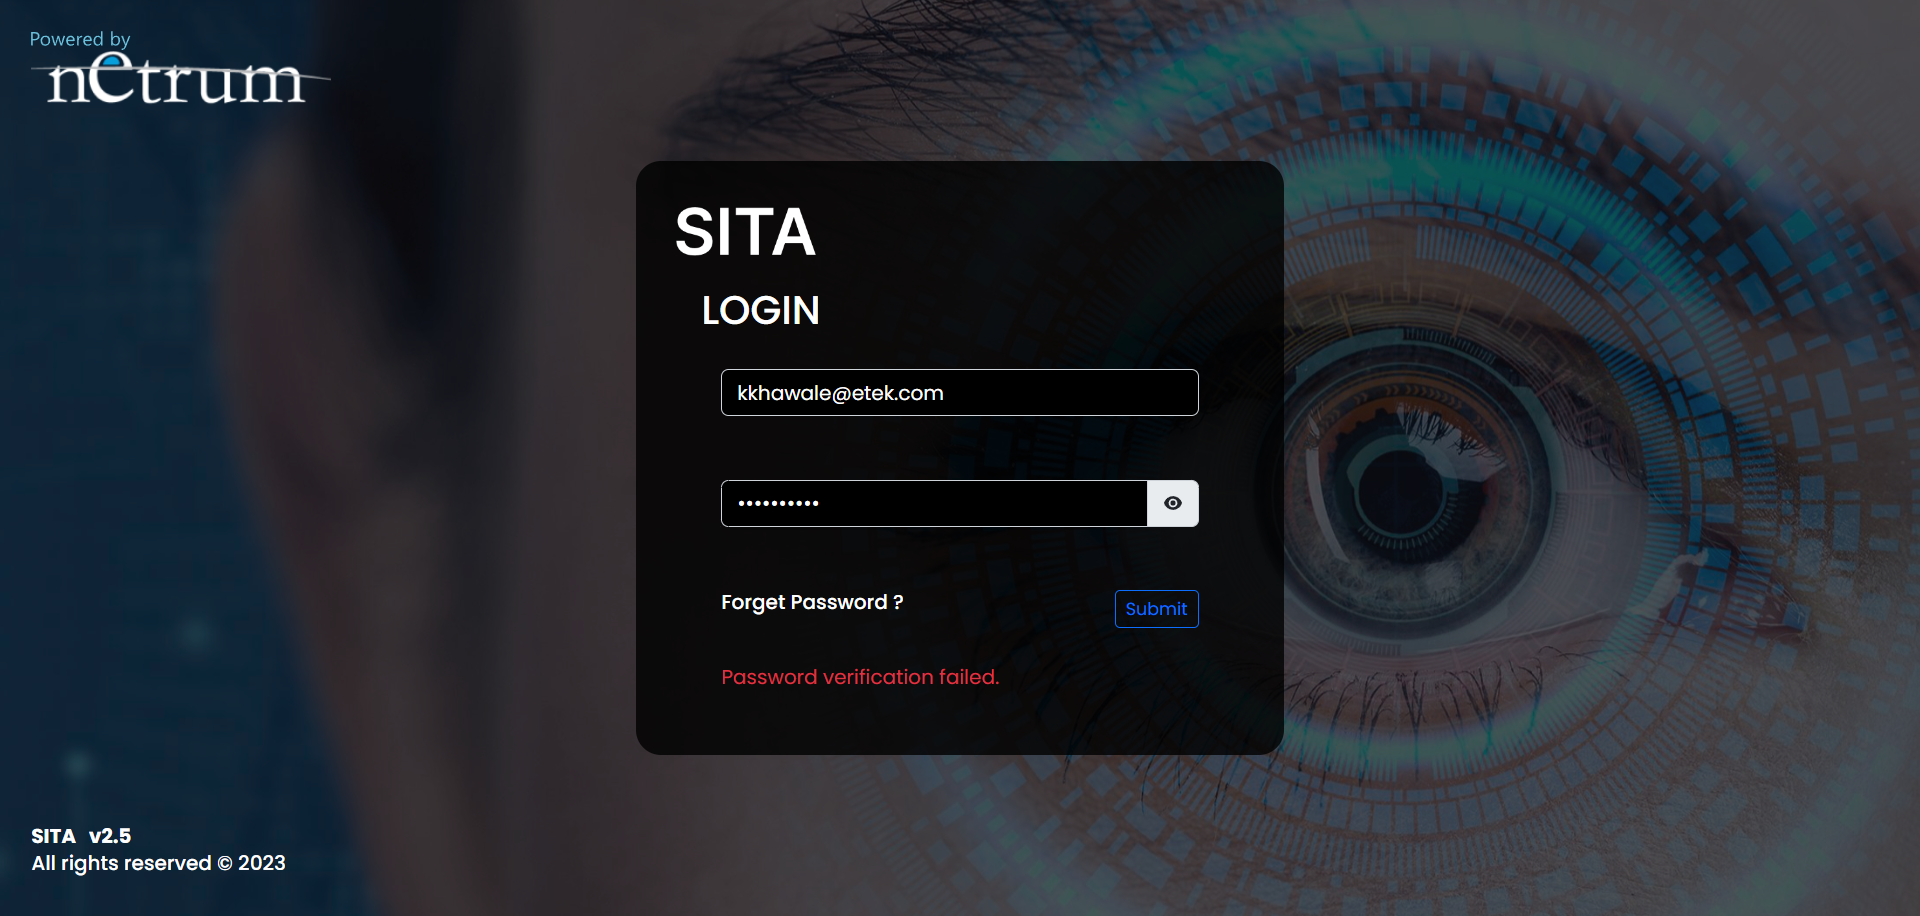 Powered by
netrum
SITA
LOGIN
kkhawale@etek.com
••••••••••
Forget Password ?
Submit
Password verification failed.
SITA v2.5
All rights reserved © 2023